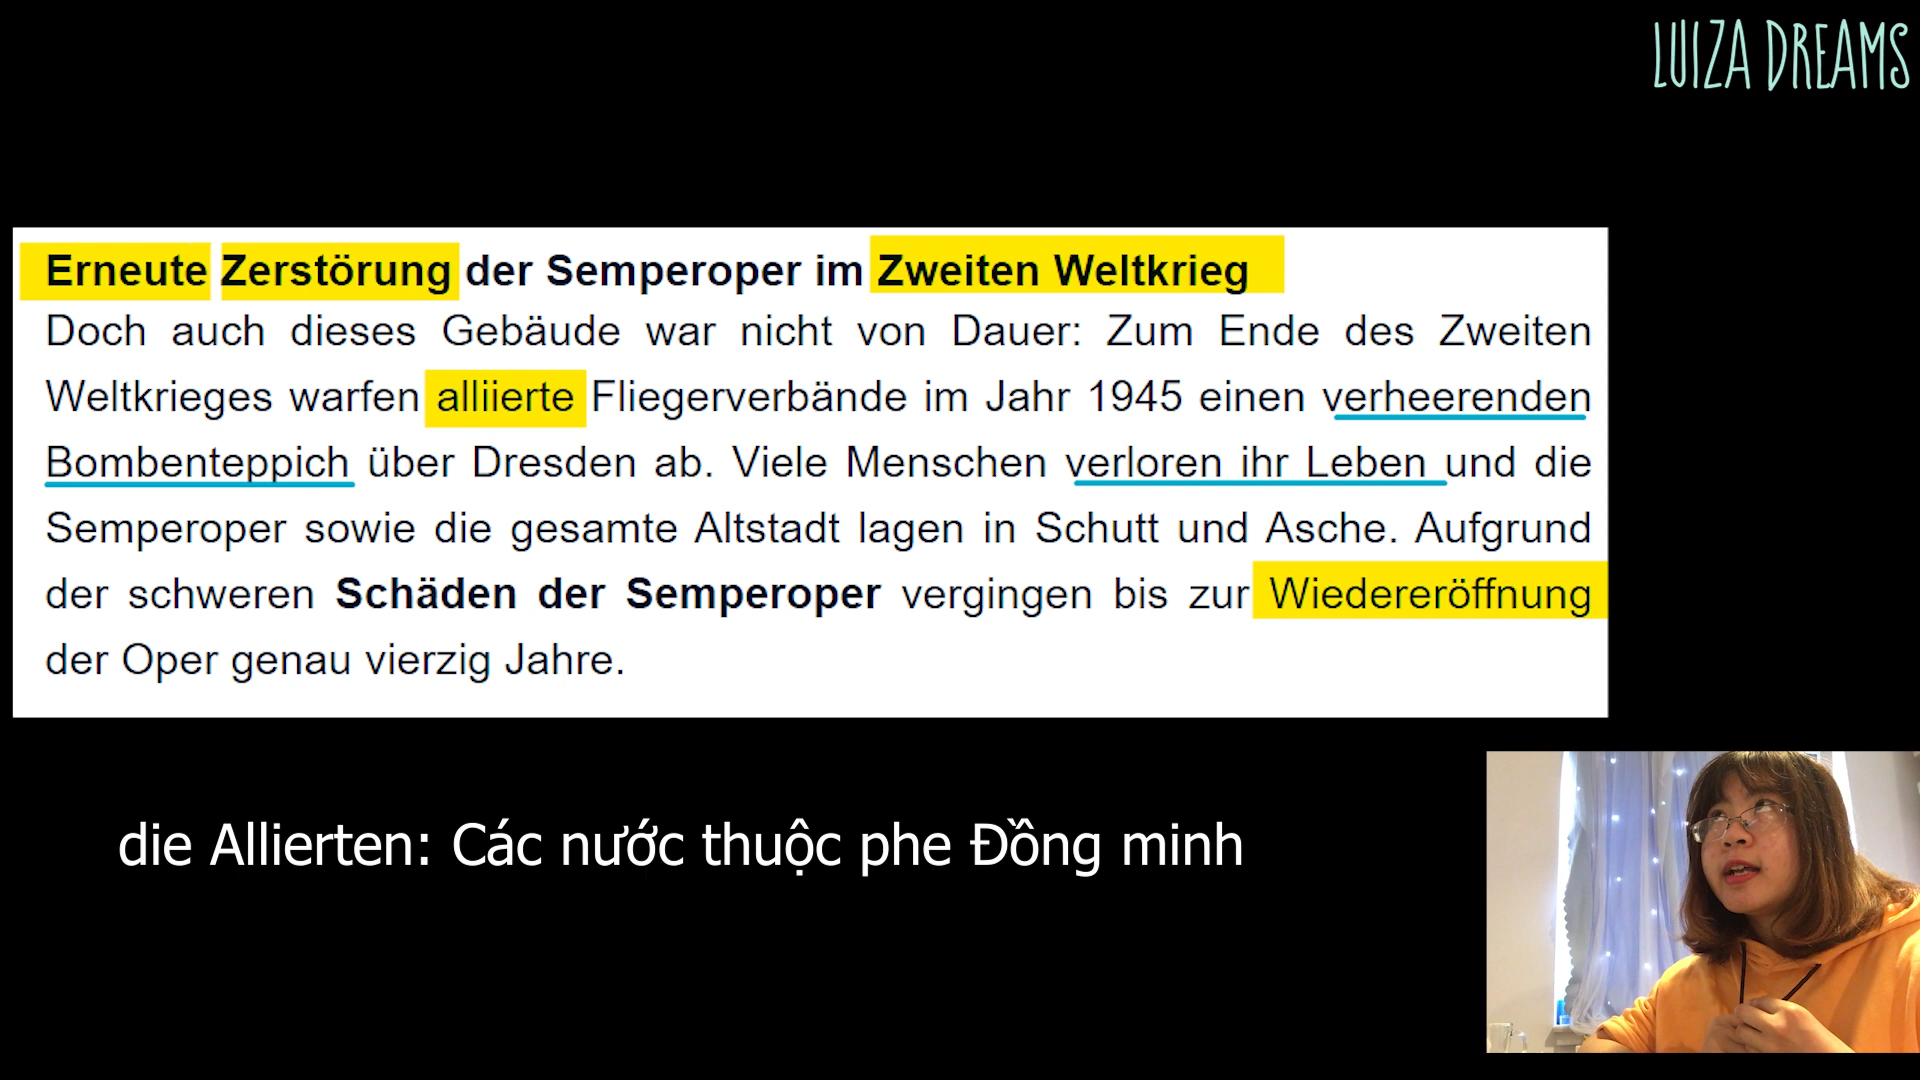 LUIZA DREAMS
Erneute Zerstörung der Semperoper im Zweiten Weltkrieg
Doch auch dieses Gebäude war nicht von Dauer: Zum Ende des Zweiten
Weltkrieges warfen alliierte Fliegerverbände im Jahr 1945 einen verheerenden
Bombenteppich über Dresden ab. Viele Menschen verloren ihr Leben und die
Semperoper sowie die gesamte Altstadt lagen in Schutt und Asche. Aufgrund
der schweren Schäden der Semperoper vergingen bis zur Wiedereröffnung
der Oper genau vierzig Jahre.
die Allierten: Các nước thuộc phe Đồng minh